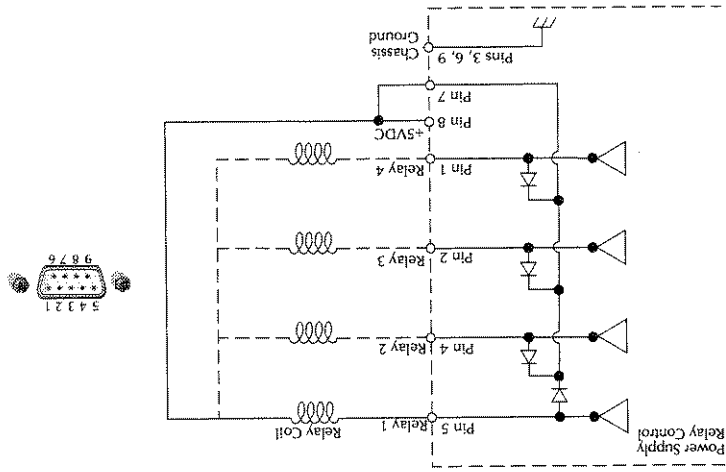 Power Supply
Relay Control
Pin 5
Relay 1
Relay Coil
Pin 4
Relay 2
Pin 2
Relay 3
Pin 1
Relay 4
Pin 8
+5VDC
Pin 7
Pins 3, 6, 9
Chassis
Ground
5 4 3 2 1
9 8 7 6